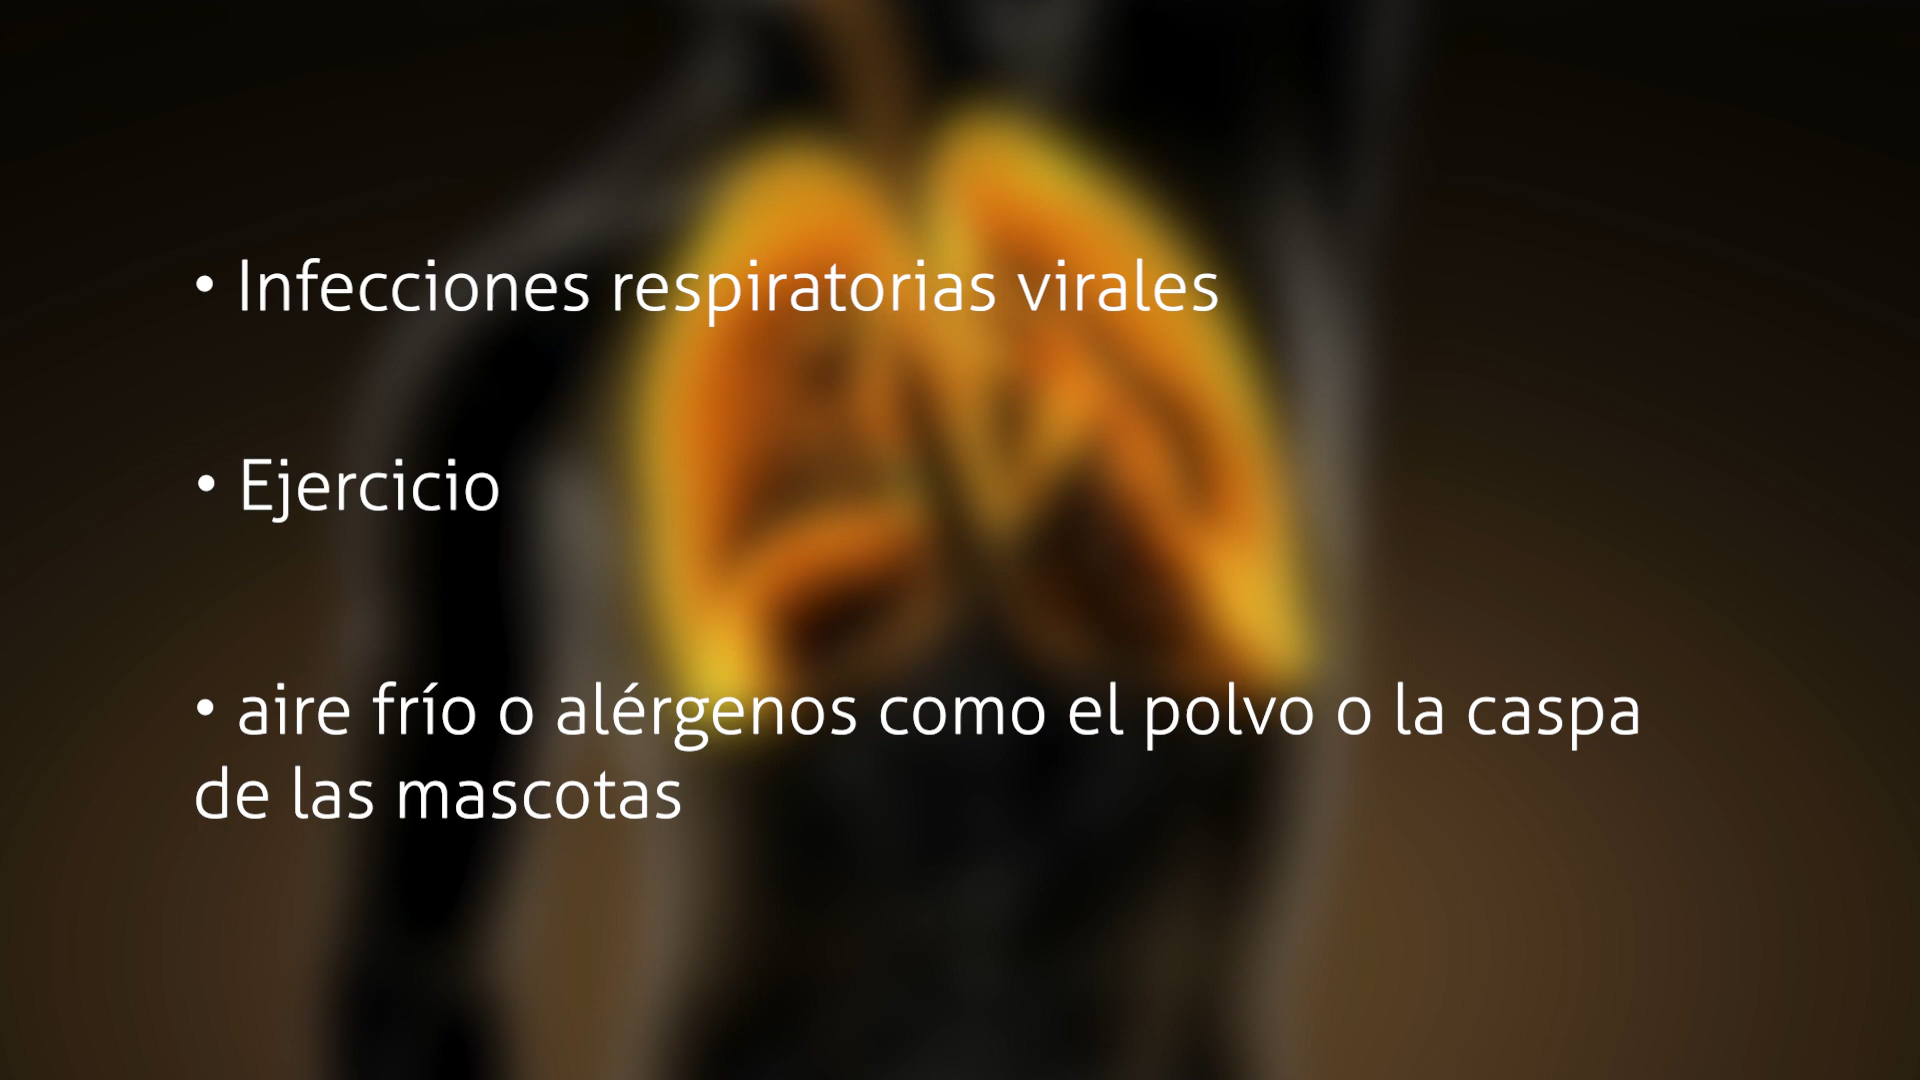 • Infecciones respiratorias virales
• Ejercicio
• aire frío o alérgenos como el polvo o la caspa
de las mascotas